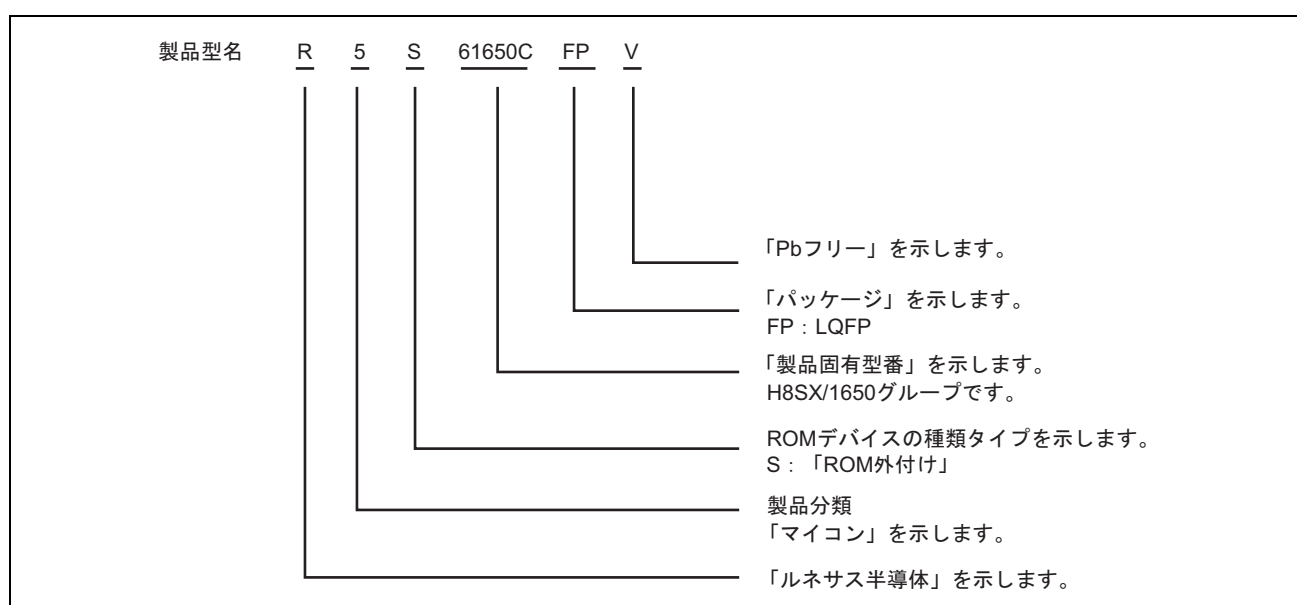 製品型名 R 5 S 61650C FP V
「Pbフリー」を示します。
「パッケージ」を示します。
FP：LQFP
「製品固有型番」を示します。
H8SX/1650グループです。
ROMデバイスの種類タイプを示します。
S：「ROM外付け」
製品分類
「マイコン」を示します。
「ルネサス半導体」を示します。